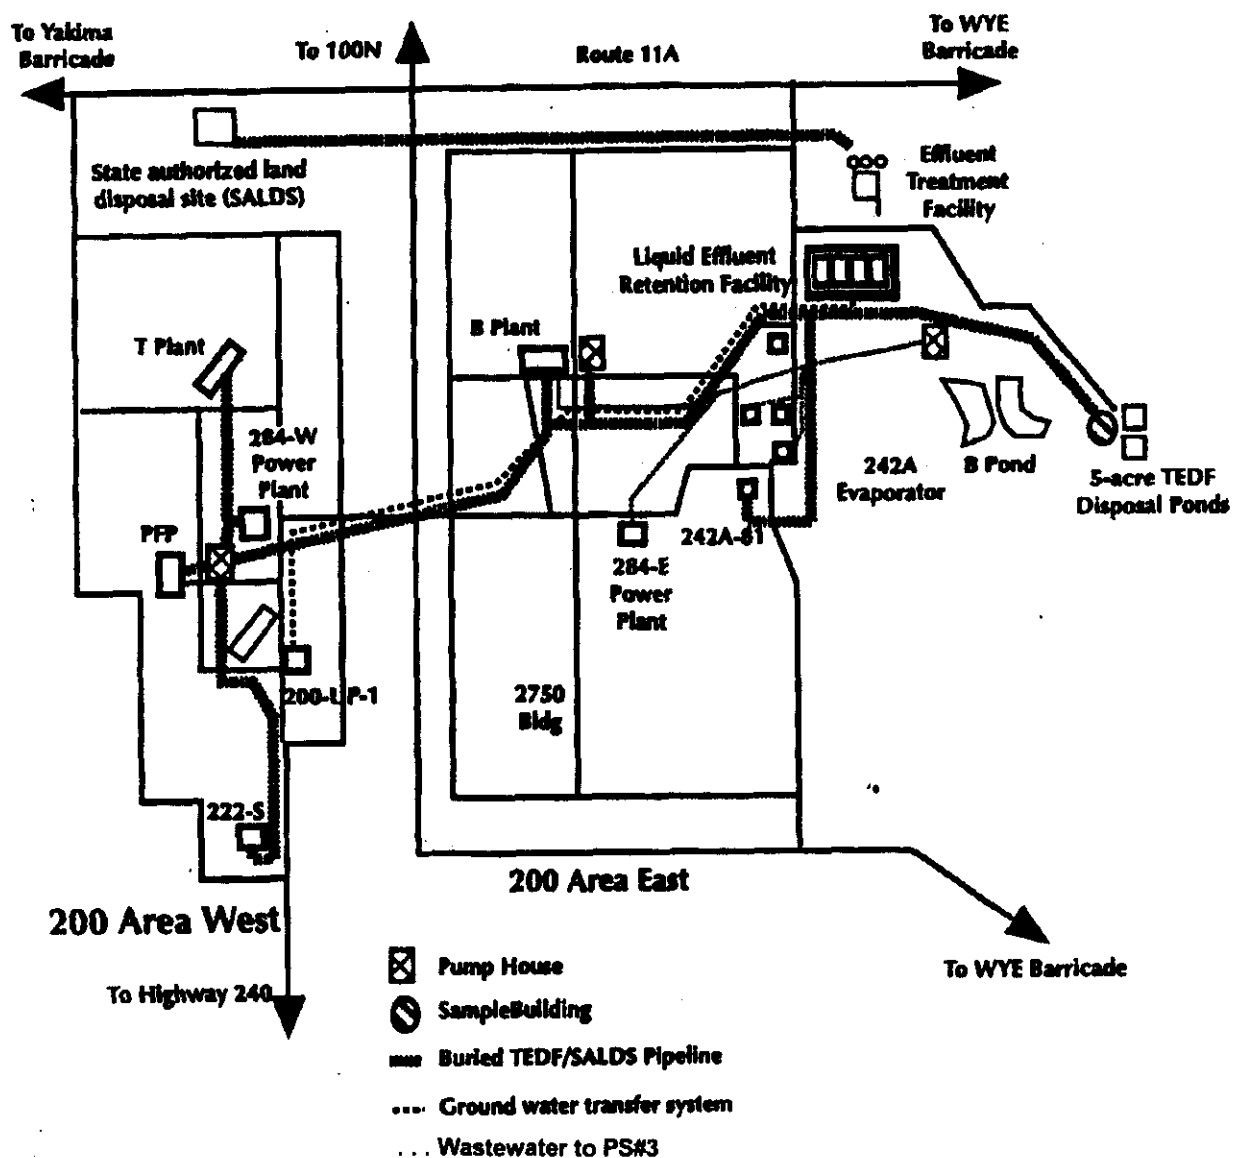 To Yakima
Barricade
To 100N
Route 11A
To WYE
Barricade
State authorized land
disposal site (SALDS)
Effluent
Treatment
Facility
Liquid Effluent
Retention Facility
B Plant
T Plant
284-W
Power
Plant
PFP
242A
Evaporator
B Pond
5-acre TEDF
Disposal Ponds
242A-81
284-E
Power
Plant
200-UP-1
2750
Bldg
222-S
200 Area East
200 Area West
To Highway 240
To WYE Barricade
Pump House
SampleBuilding
Buried TEDF/SALDS Pipeline
Ground water transfer system
Wastewater to PS#3